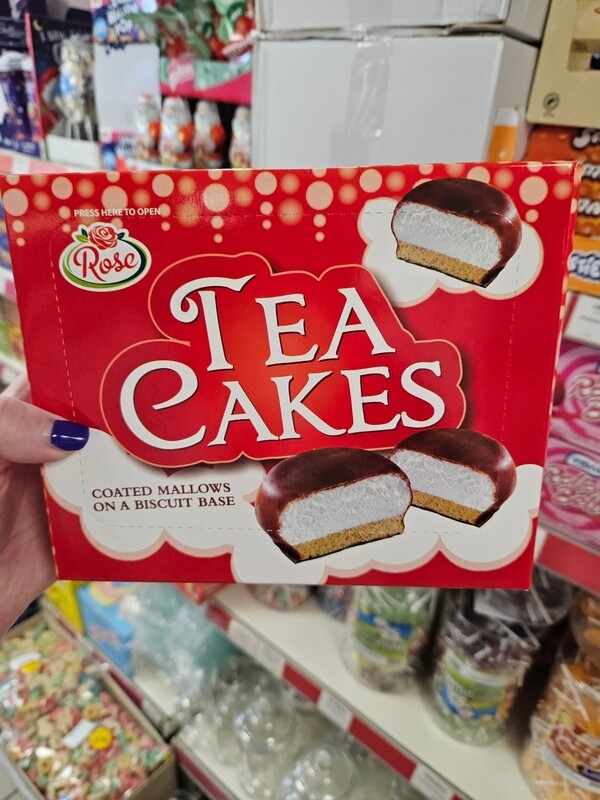 PRESS HERE TO OPEN
Rose
TEA
CAKES
COATED MALLOWS
ON A BISCUIT BASE